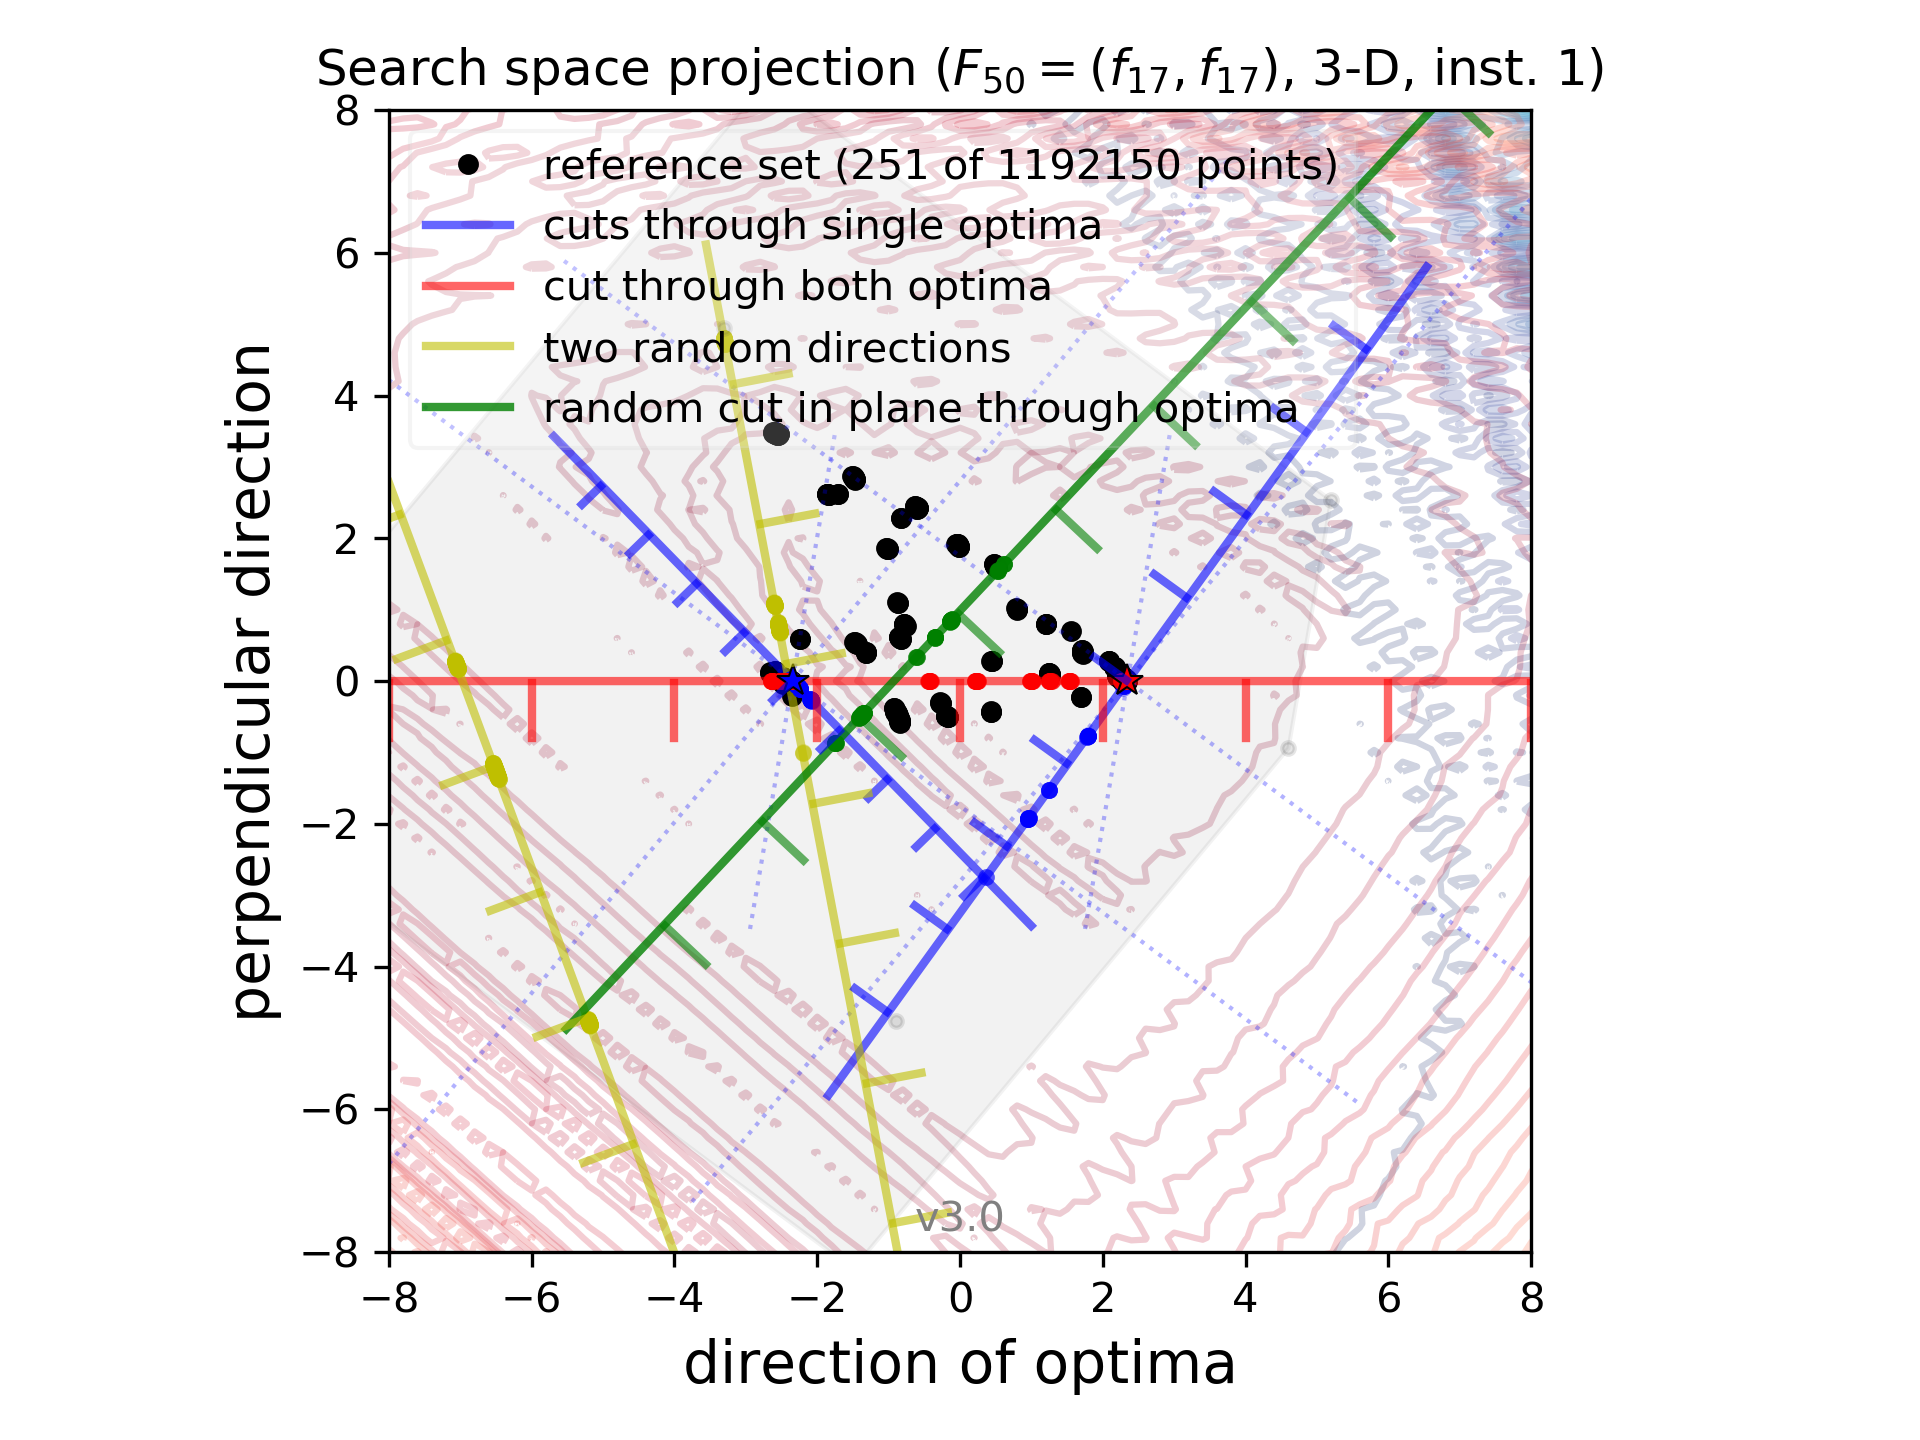 Search space projection (F₅₀ = (f₁₇, f₁₇), 3-D, inst. 1)
8
6
4
2
0
−2
−4
−6
−8
perpendicular direction
reference set (251 of 1192150 points)
cuts through single optima
cut through both optima
two random directions
random cut in plane through optima
v3.0
−8 −6 −4 −2 0 2 4 6 8
direction of optima